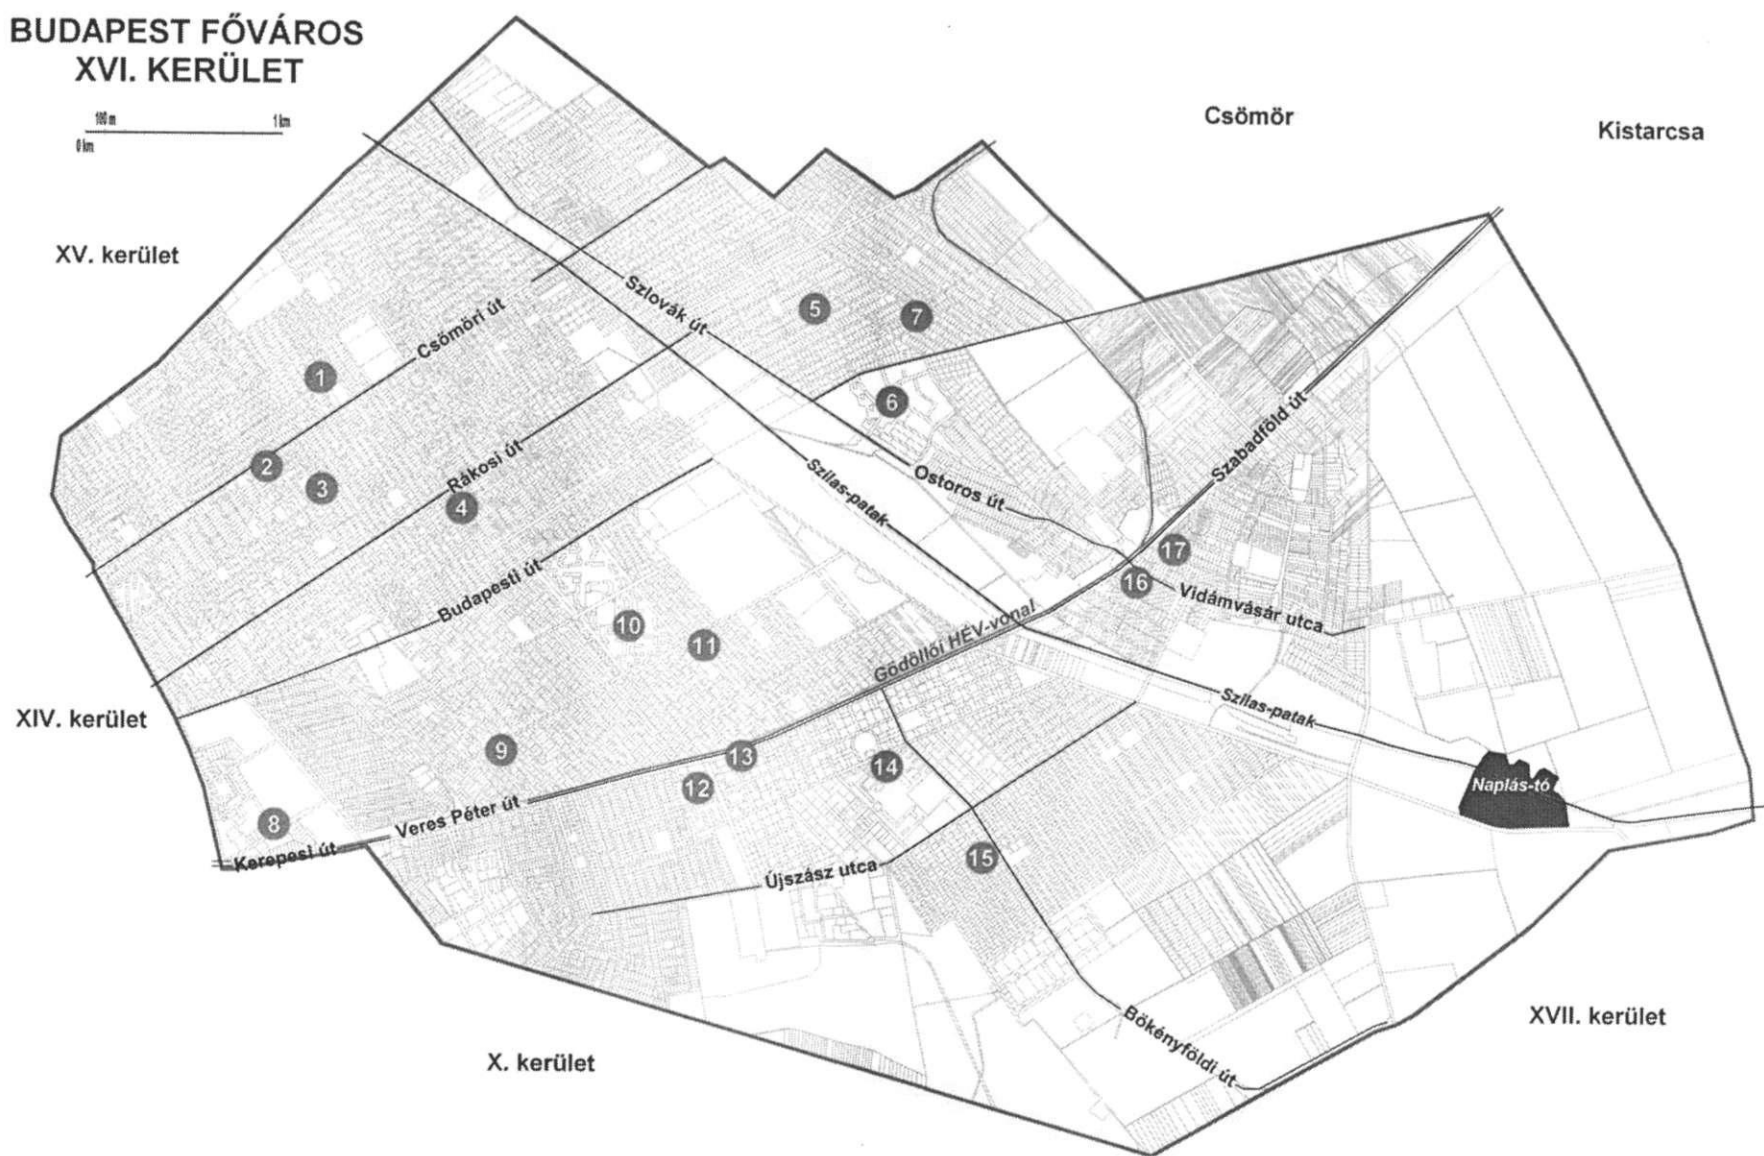 BUDAPEST FŐVÁROS
XVI. KERÜLET
100 m
1 km
0 km
Csömör
Kistarcsa
XV. kerület
Szlovák út
5
7
Csömöri út
1
6
Szabadföld út
2
3
Rákosi út
4
Szilas-patak
Ostoros út
17
16
Vidámvásár utca
Budapesti út
10
11
Gödöllői HÉV-vonal
XIV. kerület
Szilas-patak
9
13
12
14
Naplás-tó
8
Kerepesi út
Veres Péter út
15
Újszász utca
XVII. kerület
X. kerület
Bökényföldi út